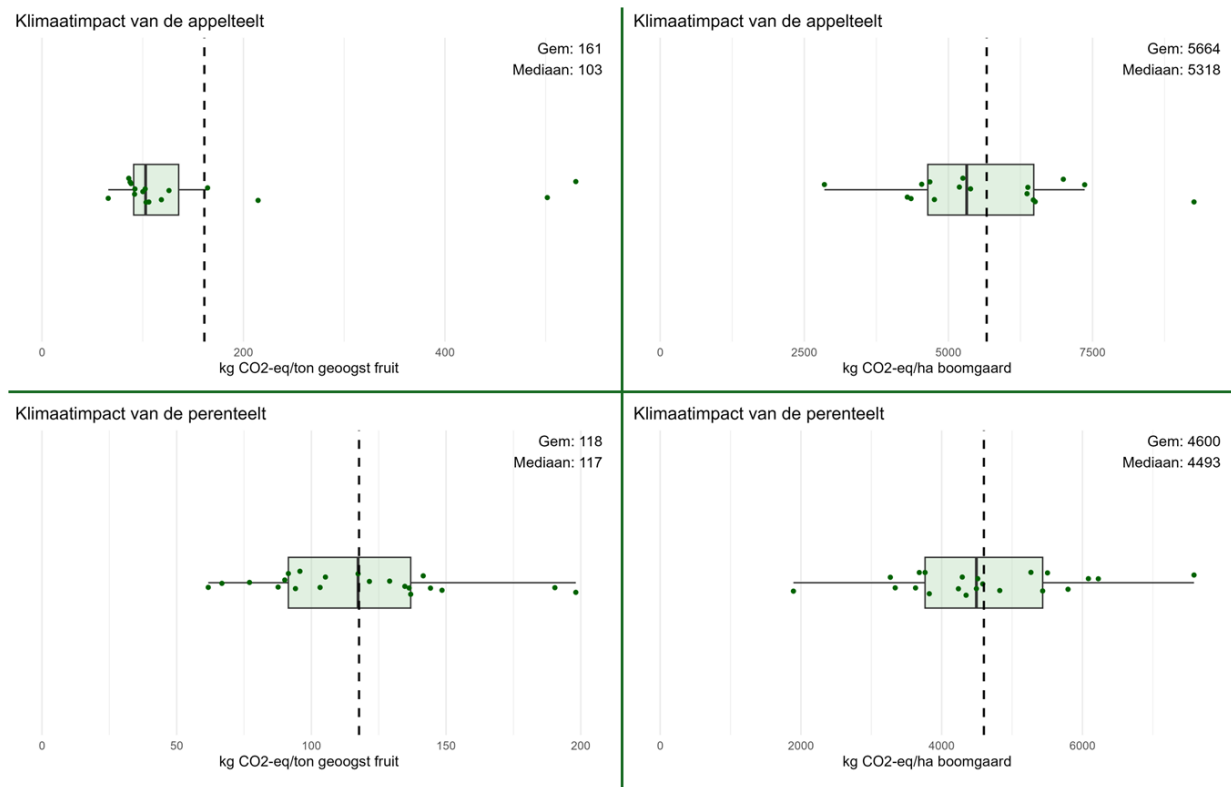 Klimaatimpact van de appelteelt
Gem: 161
Mediaan: 103
0 200 400
kg CO2-eq/ton geoogst fruit
Klimaatimpact van de appelteelt
Gem: 5664
Mediaan: 5318
0 2500 5000 7500
kg CO2-eq/ha boomgaard
Klimaatimpact van de perenteelt
Gem: 118
Mediaan: 117
0 50 100 150 200
kg CO2-eq/ton geoogst fruit
Klimaatimpact van de perenteelt
Gem: 4600
Mediaan: 4493
0 2000 4000 6000
kg CO2-eq/ha boomgaard